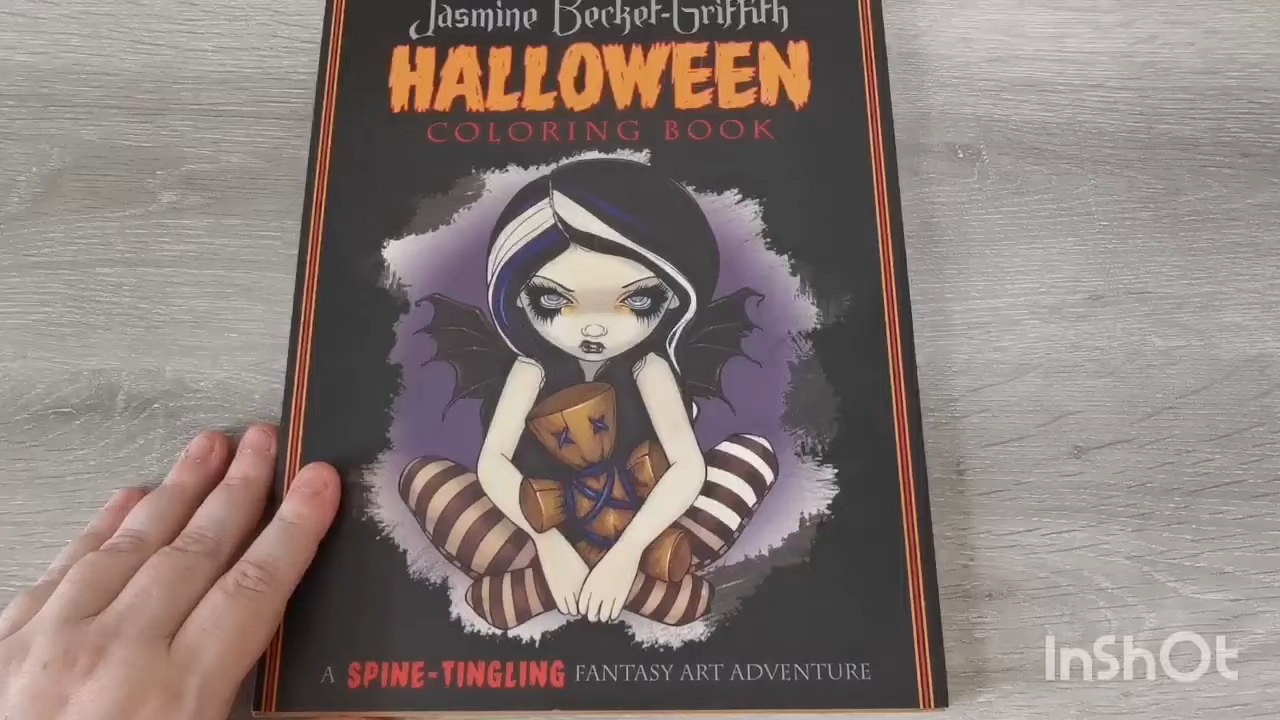 Jasmine Becket-Griffith
HALLOWEEN
COLORING BOOK
A SPINE-TINGLING FANTASY ART ADVENTURE
InShOt